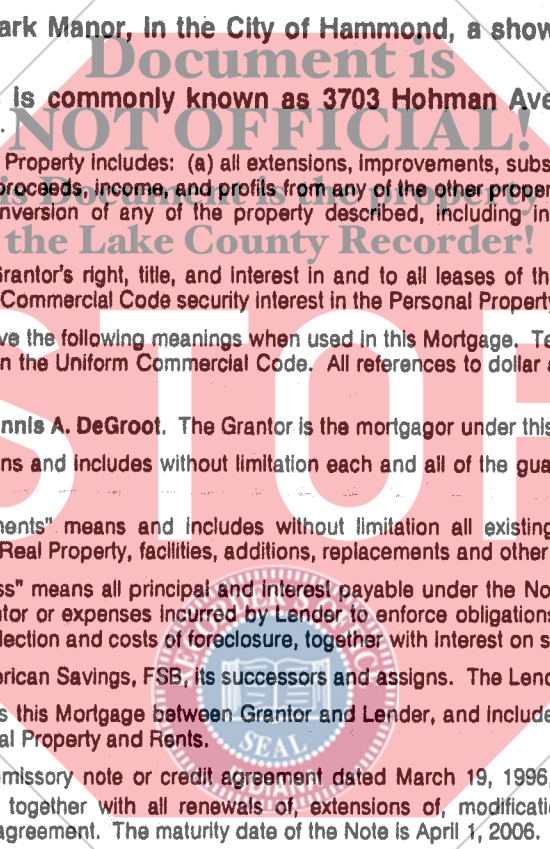 ark Manor, in the City of Hammond, a show
Document is
is commonly known as 3703 Hohman Ave
NOT OFFICIAL!
Property includes: (a) all extensions, improvements, subs
proceeds, income, and profits from any of the other proper
This Document is the property of
nversion of any of the property described, including in
the Lake County Recorder!
Grantor's right, title, and interest in and to all leases of th
Commercial Code security interest in the Personal Property
ve the following meanings when used in this Mortgage. Te
n the Uniform Commercial Code. All references to dollar a
STOP
nnis A. DeGroot. The Grantor is the mortgagor under this
ns and includes without limitation each and all of the gua
ments" means and includes without limitation all existing
Real Property, facilities, additions, replacements and other
ss" means all principal and interest payable under the No
ntor or expenses incurred by Lender to enforce obligations
llection and costs of foreclosure, together with interest on s
erican Savings, FSB, its successors and assigns. The Lend
s this Mortgage between Grantor and Lender, and include
SEAL
al Property and Rents.
INDIANA
omissory note or credit agreement dated March 19, 1996,
together with all renewals of, extensions of, modificati
agreement. The maturity date of the Note is April 1, 2006.